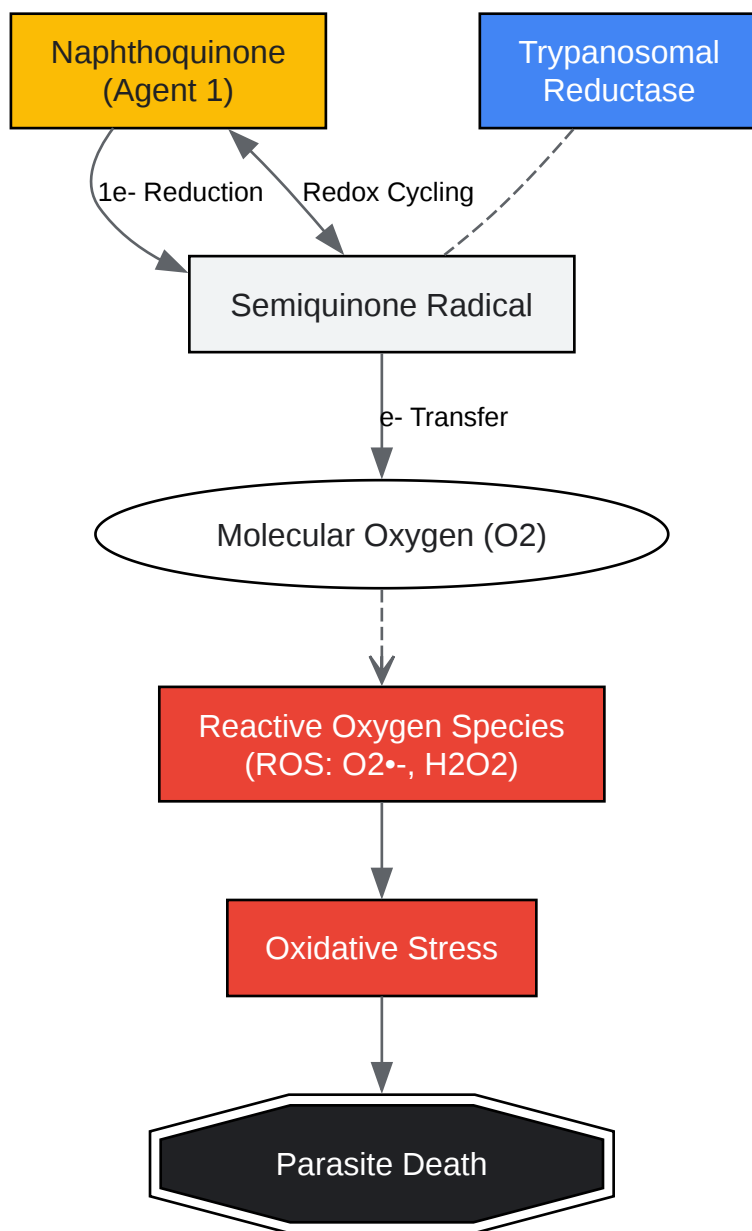 Naphthoquinone
(Agent 1)
Trypanosomal
Reductase
1e- Reduction
Redox Cycling
Semiquinone Radical
e- Transfer
Molecular Oxygen (O2)
Reactive Oxygen Species
(ROS: O2•-, H2O2)
Oxidative Stress
Parasite Death